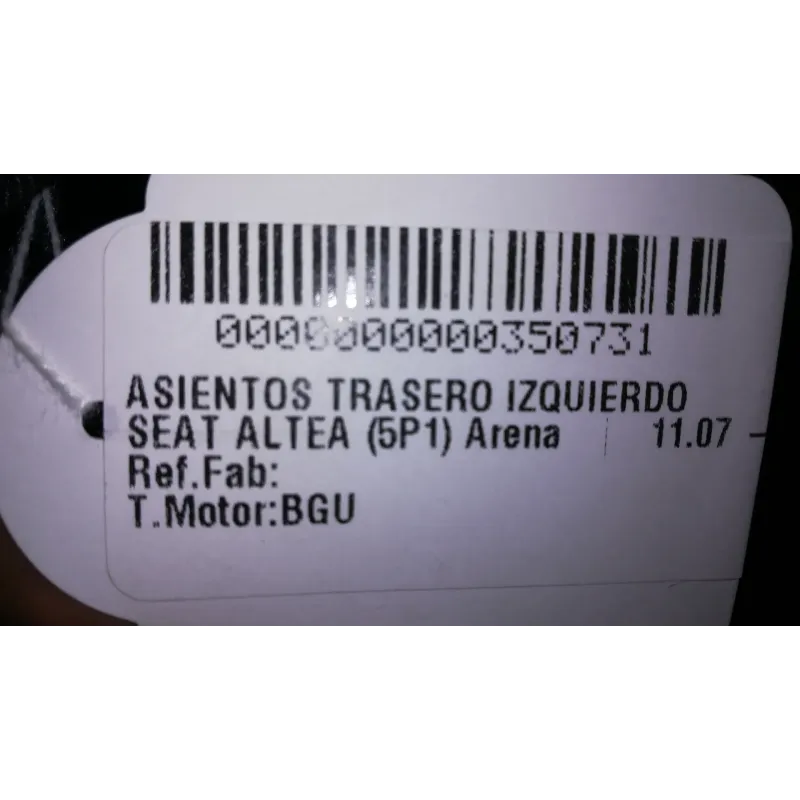 0000000000350731
ASIENTOS TRASERO IZQUIERDO
SEAT ALTEA (5P1) Arena 11.07 -
Ref.Fab:
T.Motor:BGU